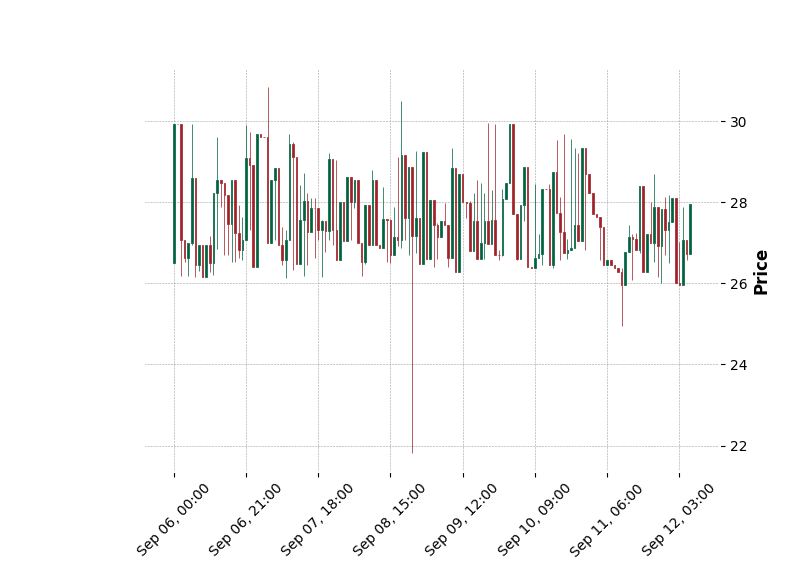 30
28
Price
26
24
22
Sep 06, 00:00
Sep 06, 21:00
Sep 07, 18:00
Sep 08, 15:00
Sep 09, 12:00
Sep 10, 09:00
Sep 11, 06:00
Sep 12, 03:00